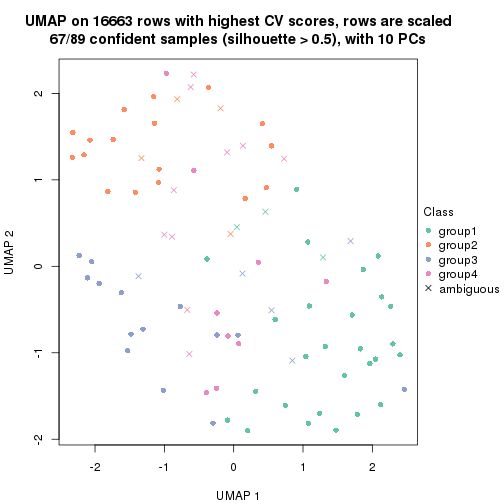 UMAP on 16663 rows with highest CV scores, rows are scaled
67/89 confident samples (silhouette > 0.5), with 10 PCs
UMAP 2
2
1
0
-1
-2
-2
-1
0
1
2
UMAP 1
Class
group1
group2
group3
group4
ambiguous